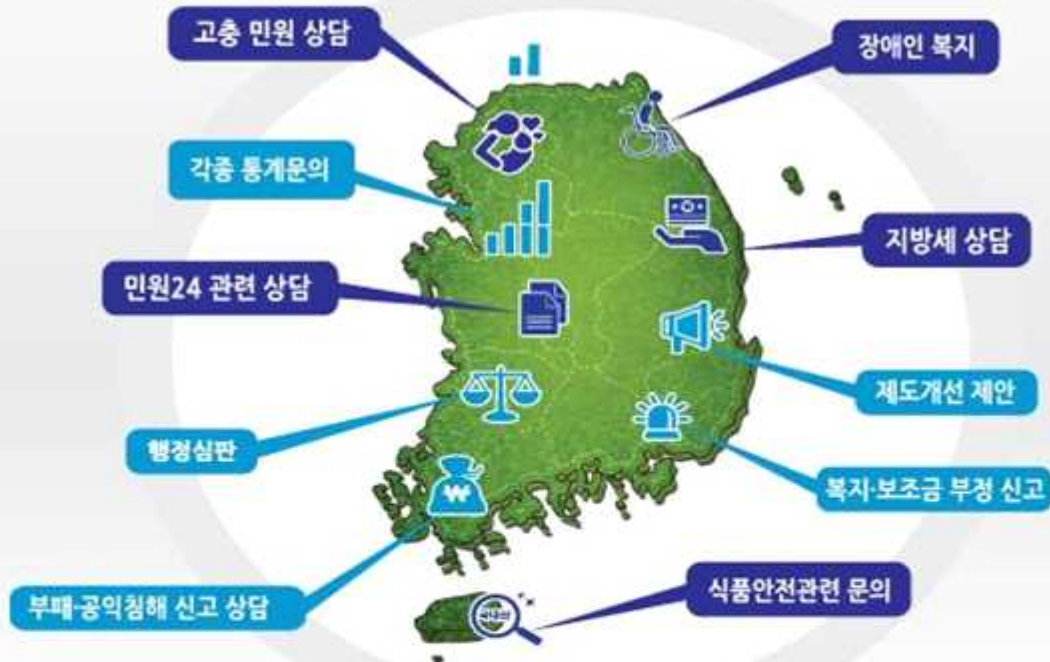 고충 민원 상담
장애인 복지
각종 통계문의
지방세 상담
민원24 관련 상담
제도개선 제안
행정심판
복지·보조금 부정 신고
부패·공익침해 신고 상담
식품안전관련 문의